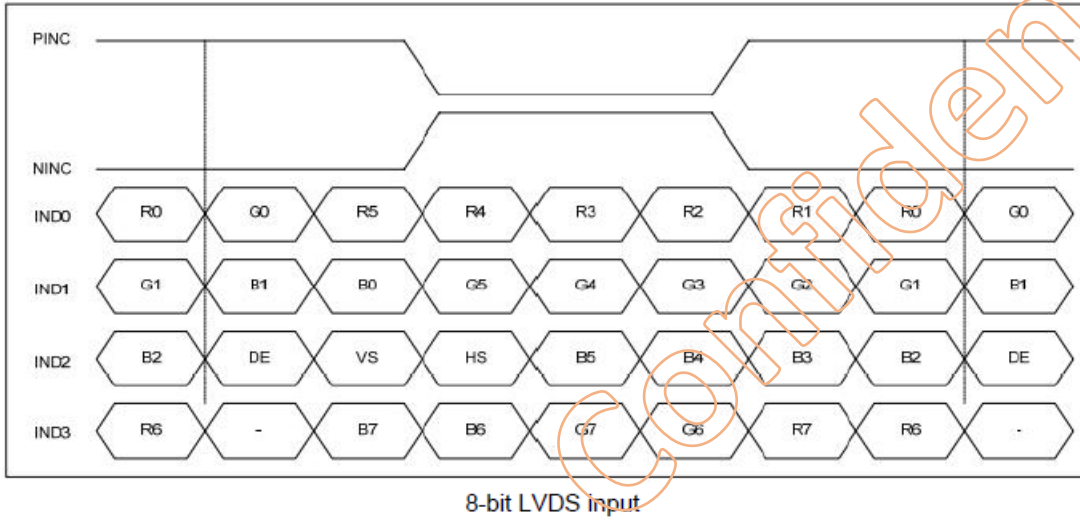 PINC
NINC
IND0 R0 G0 R5 R4 R3 R2 R1 R0 G0
IND1 G1 B1 B0 G5 G4 G3 G2 G1 B1
IND2 B2 DE VS HS B5 B4 B3 B2 DE
IND3 R6 - B7 B6 G7 G6 R7 R6 -
8-bit LVDS input
Confiden